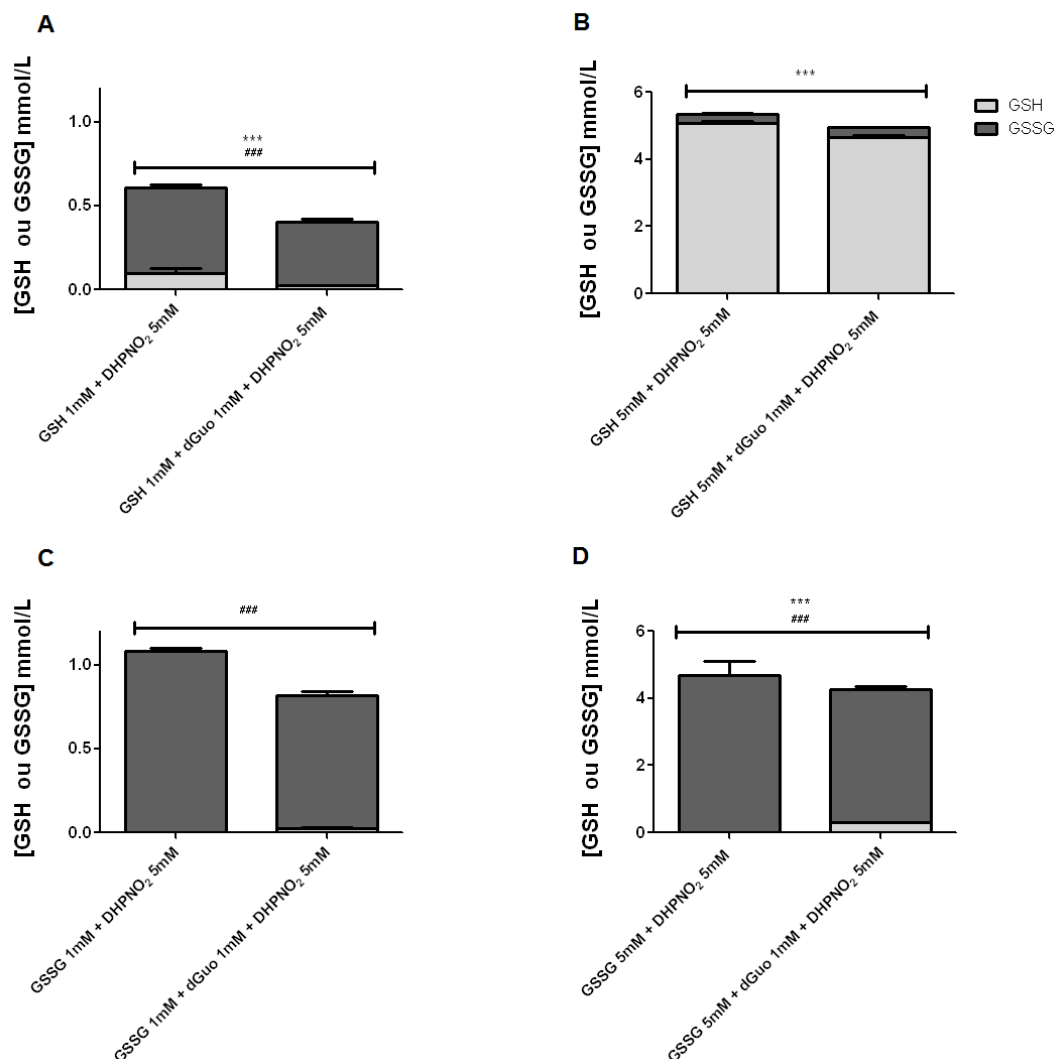 A
[GSH ou GSSG] mmol/L
1.0
0.5
0.0
***
###
GSH 1mM + DHPNO₂ 5mM
GSH 1mM + dGuo 1mM + DHPNO₂ 5mM
B
[GSH ou GSSG] mmol/L
6
4
2
0
***
GSH 5mM + DHPNO₂ 5mM
GSH 5mM + dGuo 1mM + DHPNO₂ 5mM
GSH
GSSG
C
[GSH ou GSSG] mmol/L
1.0
0.5
0.0
###
GSSG 1mM + DHPNO₂ 5mM
GSSG 1mM + dGuo 1mM + DHPNO₂ 5mM
D
[GSH ou GSSG] mmol/L
6
4
2
0
***
###
GSSG 5mM + DHPNO₂ 5mM
GSSG 5mM + dGuo 1mM + DHPNO₂ 5mM